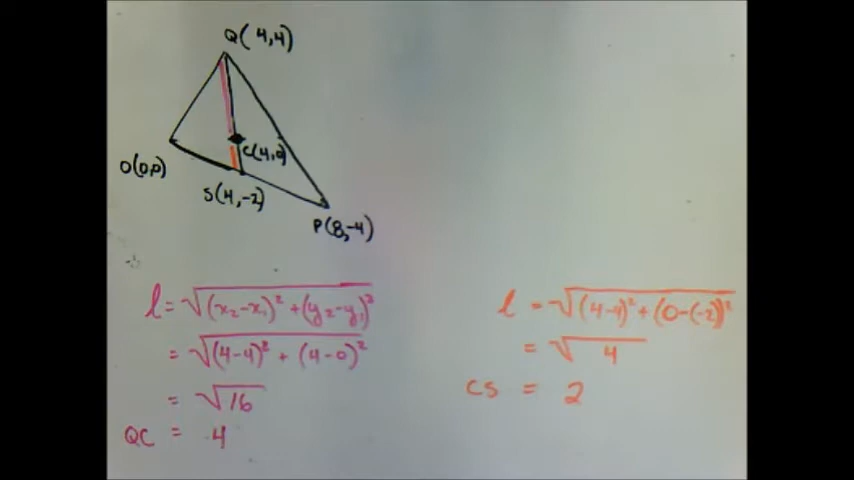 Q(4,4)
C(4,0)
O(0,0)
S(4,-2)
P(8,-4)
l = √(x₂-x₁)² + (y₂-y₁)²
= √(4-4)² + (4-0)²
= √16
QC = 4
l = √(4-4)² + (0-(-2))²
= √4
CS = 2